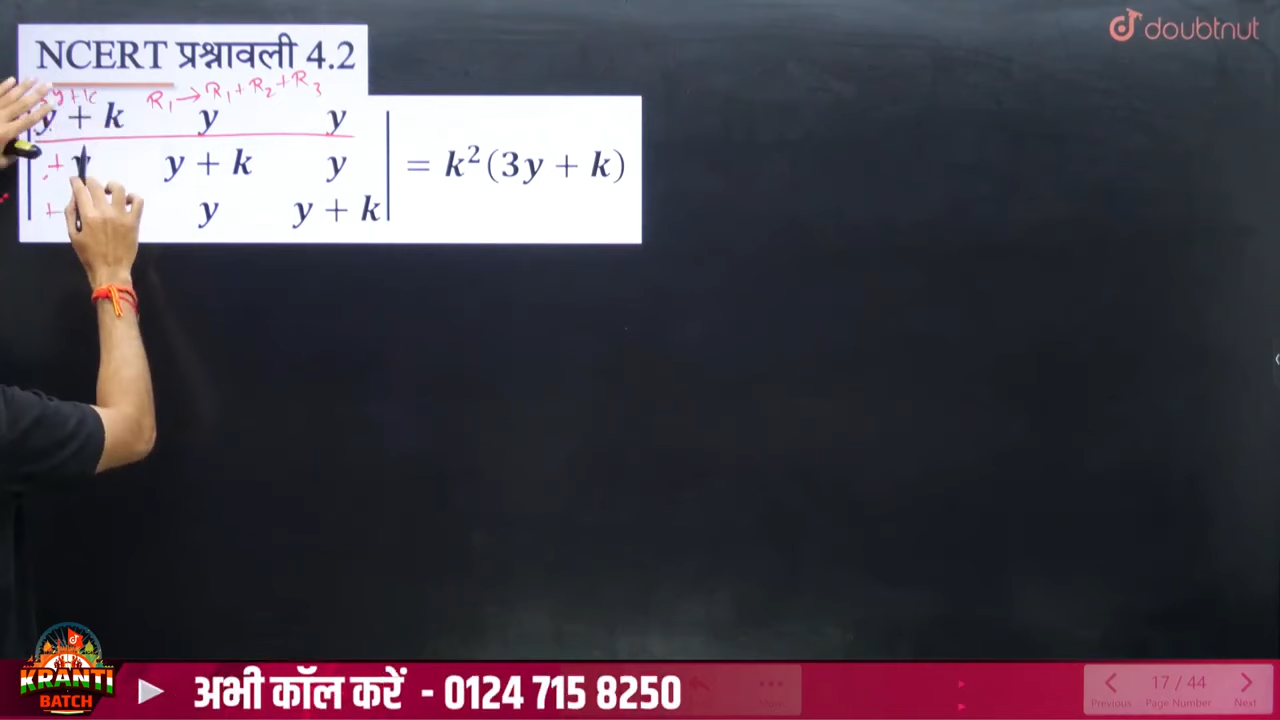 doubtnut
NCERT प्रश्नावली 4.2
3y+k R₁→R₁+R₂+R₃
y + k y y
+ y y + k y = k²(3y + k)
+ y y + k
KRANTI
BATCH
अभी कॉल करें - 0124 715 8250
17 / 44
Previous Page Number Next